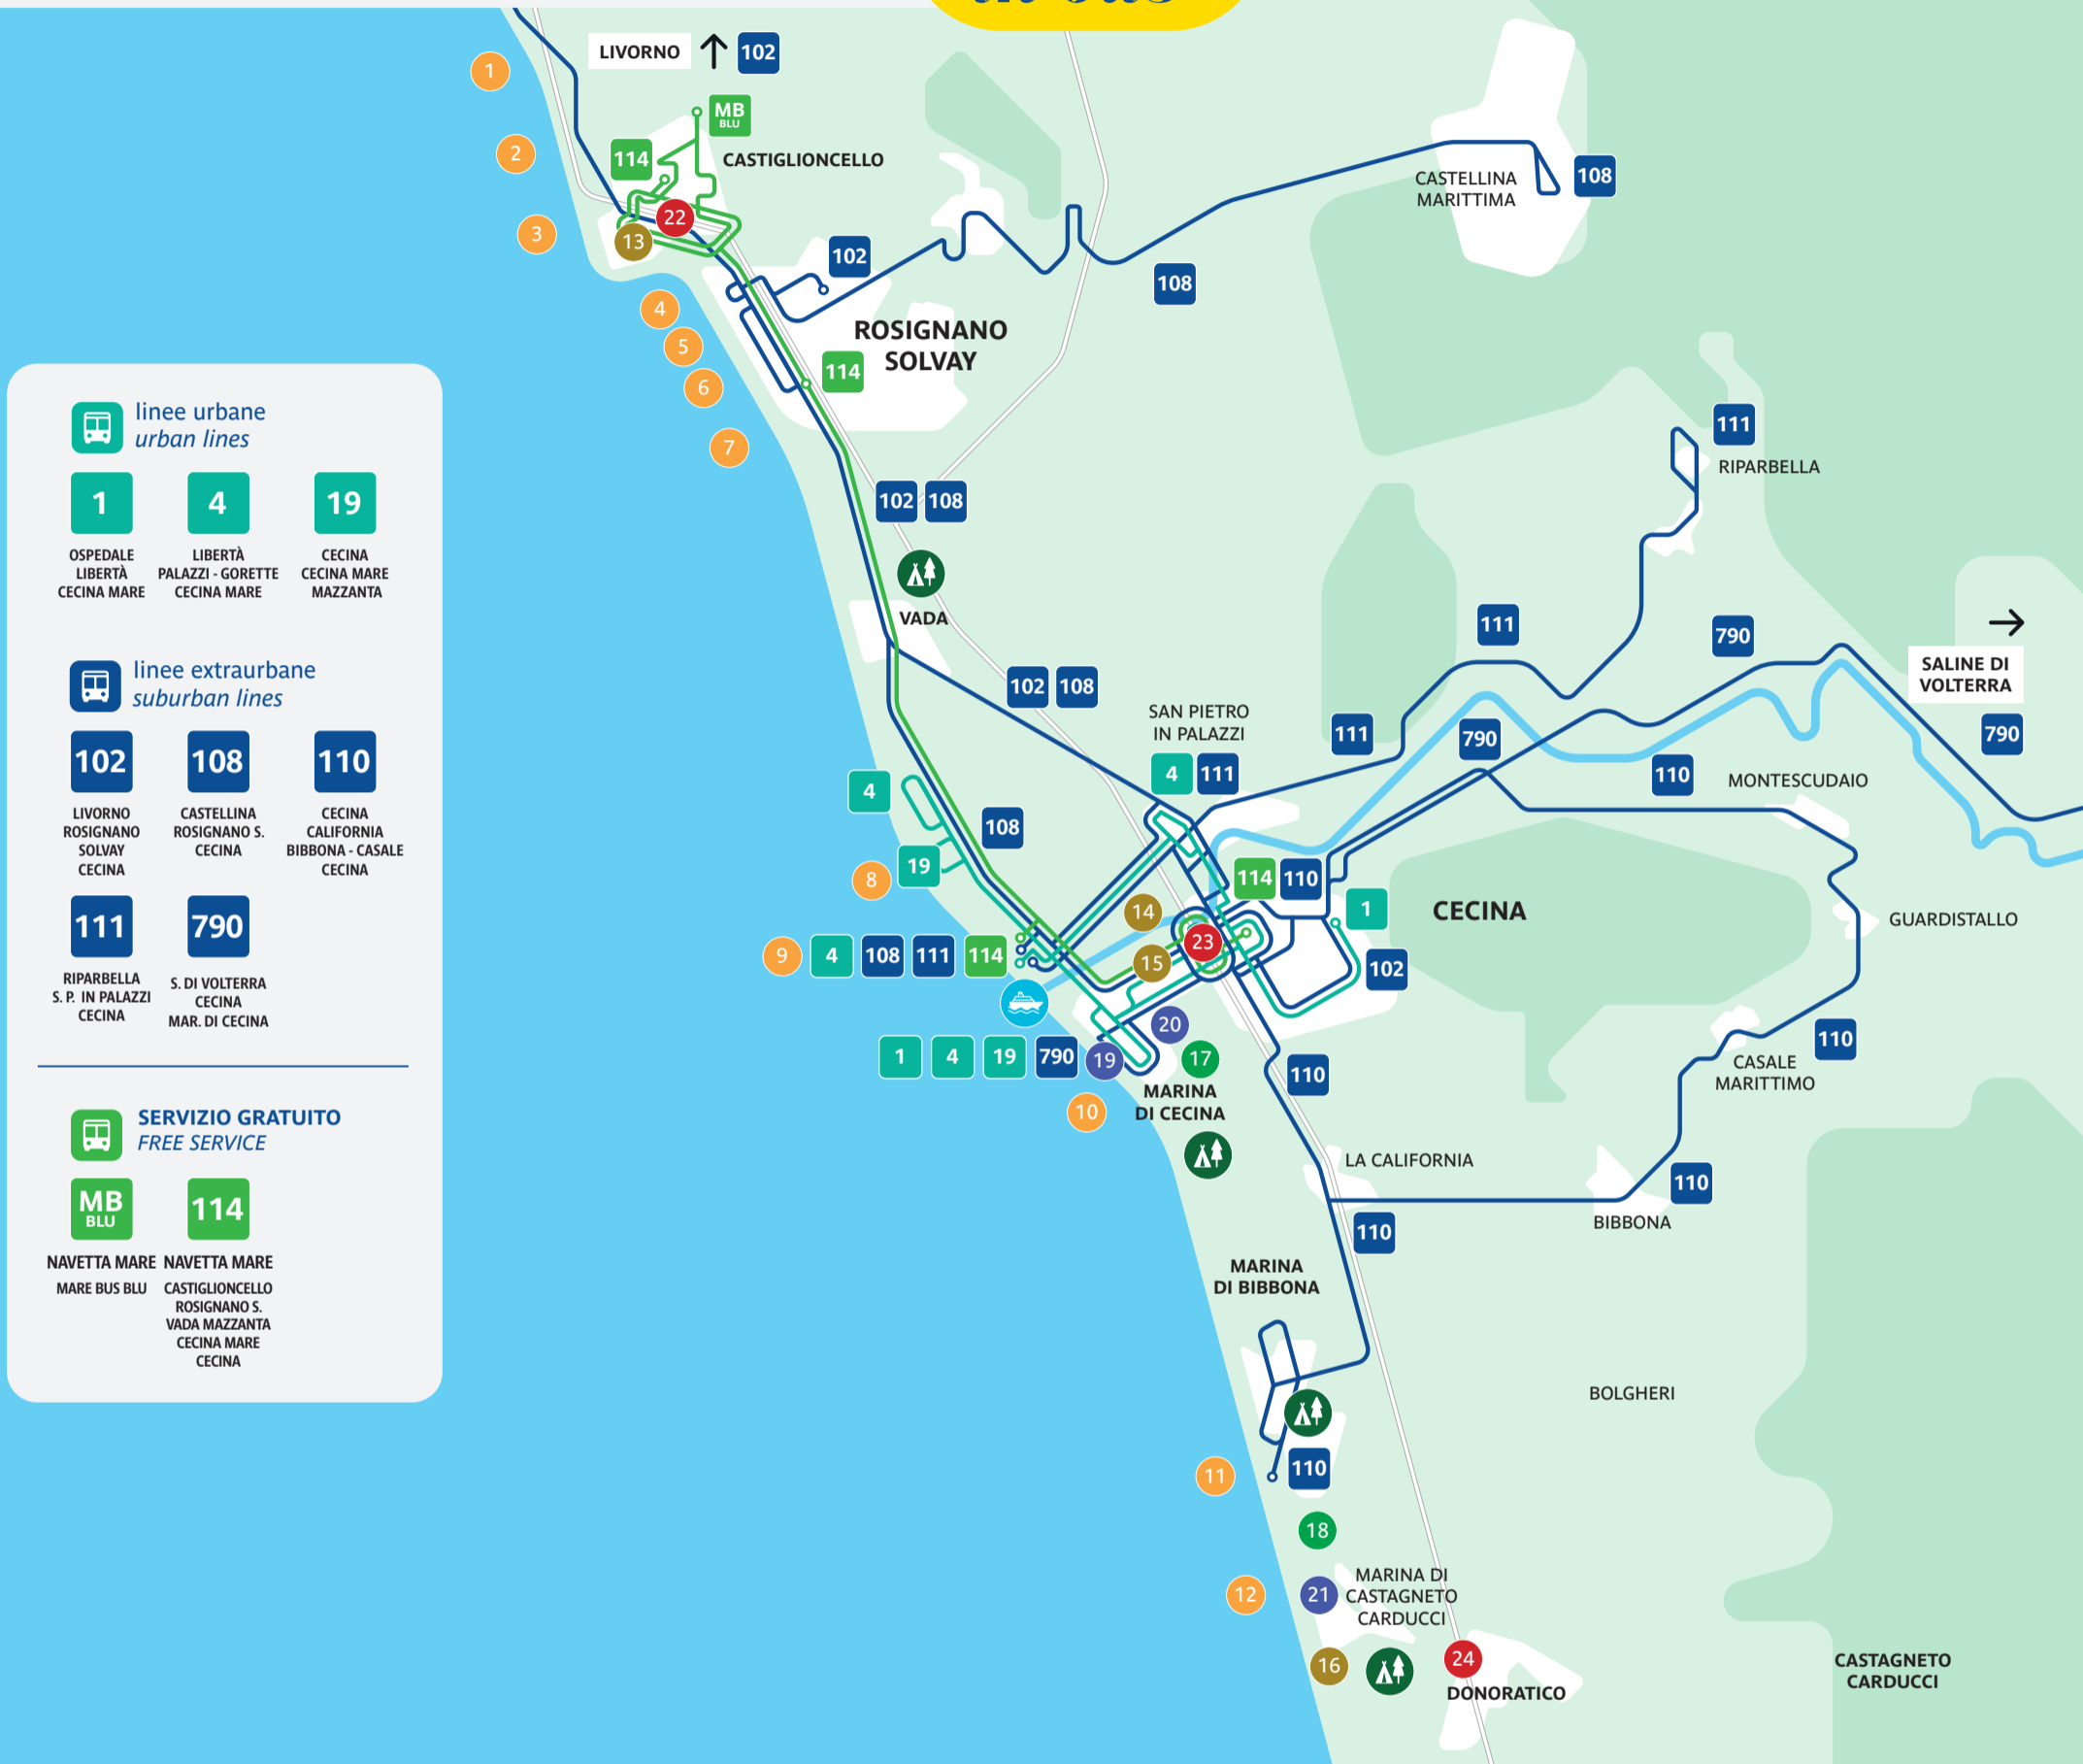 in bus
LIVORNO
102
1
MB
BLU
114
CASTIGLIONCELLO
2
CASTELLINA
MARITTIMA
108
22
3
13
102
108
4
ROSIGNANO
SOLVAY
5
114
6
7
111
RIPARBELLA
102 108
VADA
111
790
SALINE DI
VOLTERRA
790
102 108
SAN PIETRO
IN PALAZZI
4 111
111
790
110
MONTESCUDAIO
4
108
19
8
114 110
1
14
CECINA
GUARDISTALLO
9 4 108 111 114
23
15
102
20
110
1 4 19 790 19
17
CASALE
MARITTIMO
110
MARINA
DI CECINA
10
LA CALIFORNIA
110
BIBBONA
110
MARINA
DI BIBBONA
BOLGHERI
110
11
18
12
21
MARINA DI
CASTAGNETO
CARDUCCI
16
24
DONORATICO
CASTAGNETO
CARDUCCI
linee urbane
urban lines
1
OSPEDALE
LIBERTÀ
CECINA MARE
4
LIBERTÀ
PALAZZI - GORETTE
CECINA MARE
19
CECINA
CECINA MARE
MAZZANTA
linee extraurbane
suburban lines
102
LIVORNO
ROSIGNANO
SOLVAY
CECINA
108
CASTELLINA
ROSIGNANO S.
CECINA
110
CECINA
CALIFORNIA
BIBBONA - CASALE
CECINA
111
RIPARBELLA
S. P. IN PALAZZI
CECINA
790
S. DI VOLTERRA
CECINA
MAR. DI CECINA
SERVIZIO GRATUITO
FREE SERVICE
MB
BLU
NAVETTA MARE
MARE BUS BLU
114
NAVETTA MARE
CASTIGLIONCELLO
ROSIGNANO S.
VADA MAZZANTA
CECINA MARE
CECINA